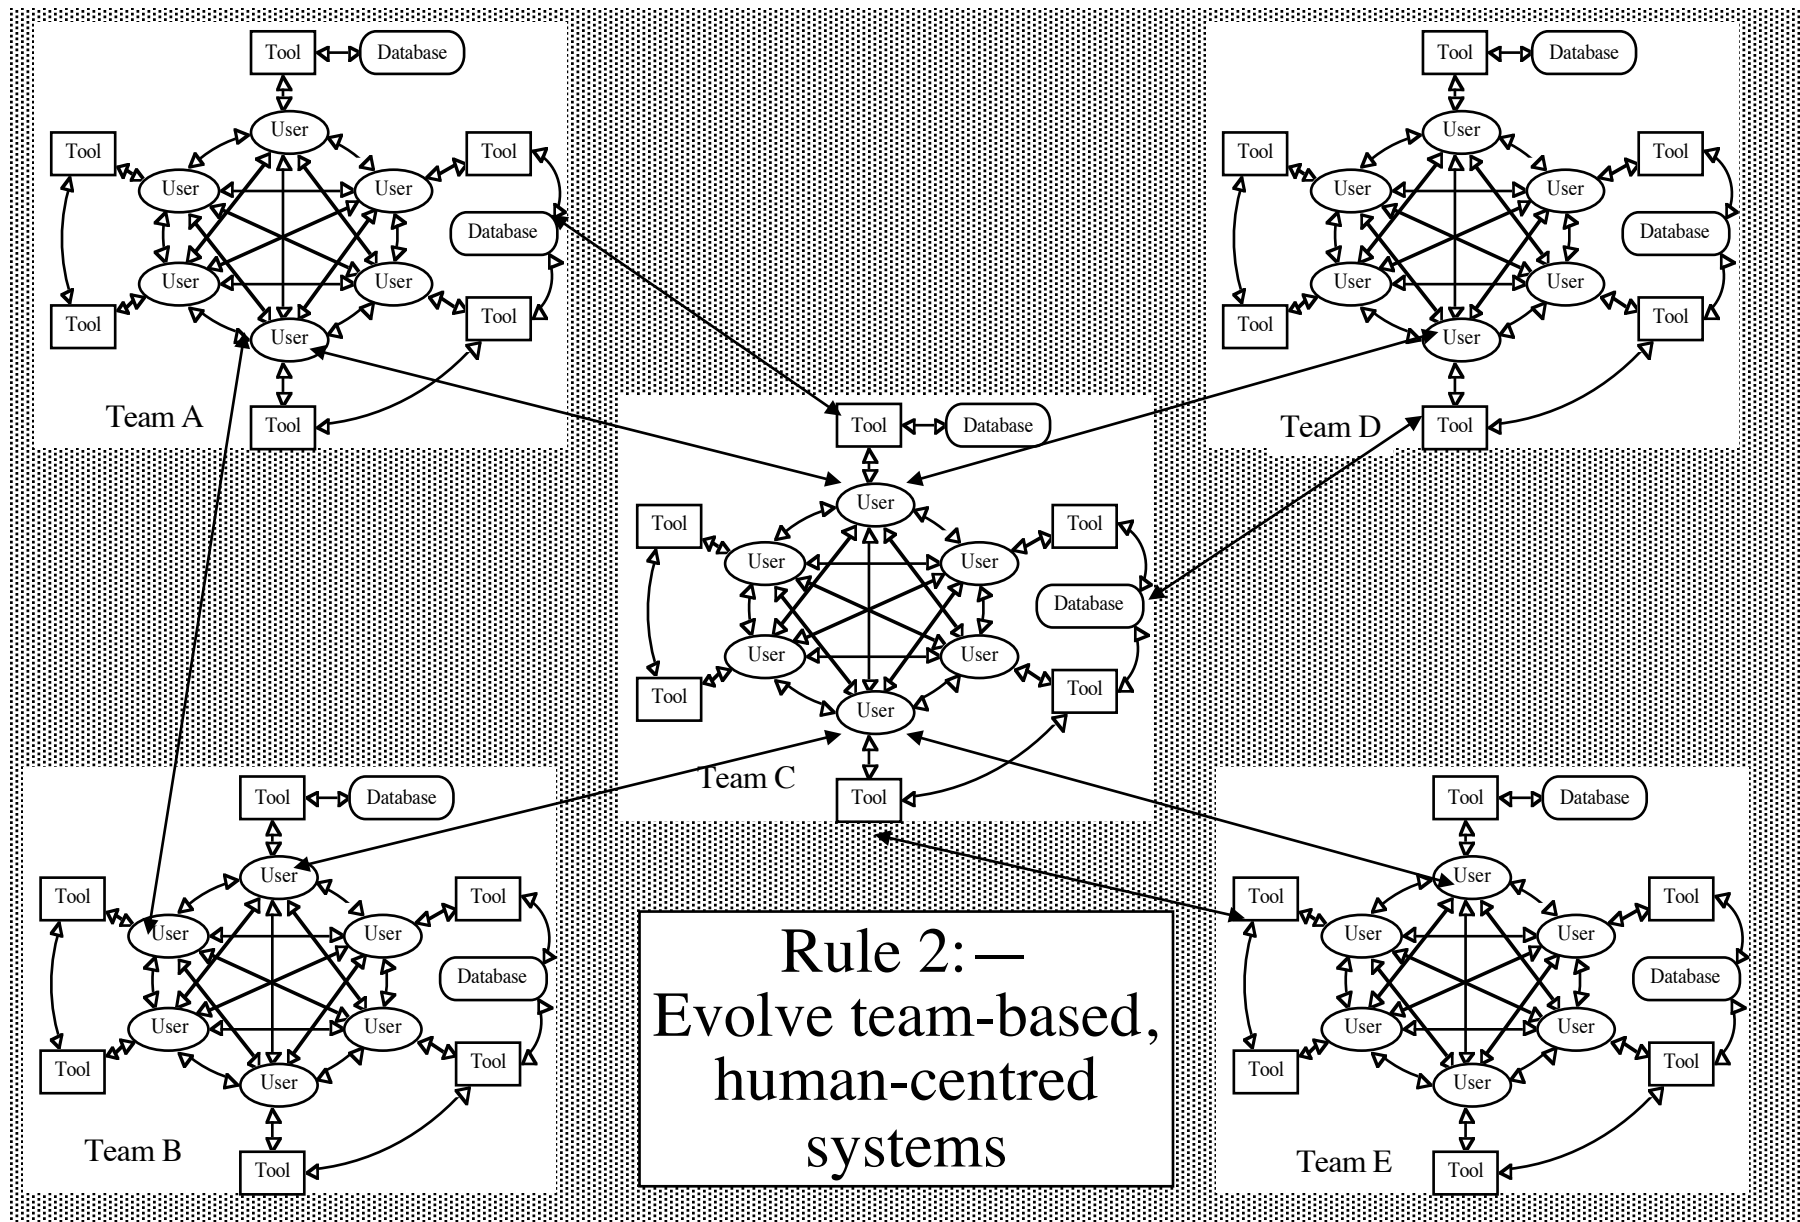 Tool Database
User
Tool Tool
User User
Database
User User
Tool Tool
User
Team A Tool
Tool Database
User
Tool Tool
User User
Database
User User
Tool Tool
User
Team D Tool
Tool Database
User
Tool Tool
User User
Database
User User
Tool Tool
User
Team C Tool
Tool Database
User
Tool Tool
User User
Database
User User
Tool Tool
User
Team B Tool
Rule 2: —
Evolve team-based,
human-centred
systems
Tool Database
User
Tool Tool
User User
Database
User User
Tool Tool
User
Team E Tool